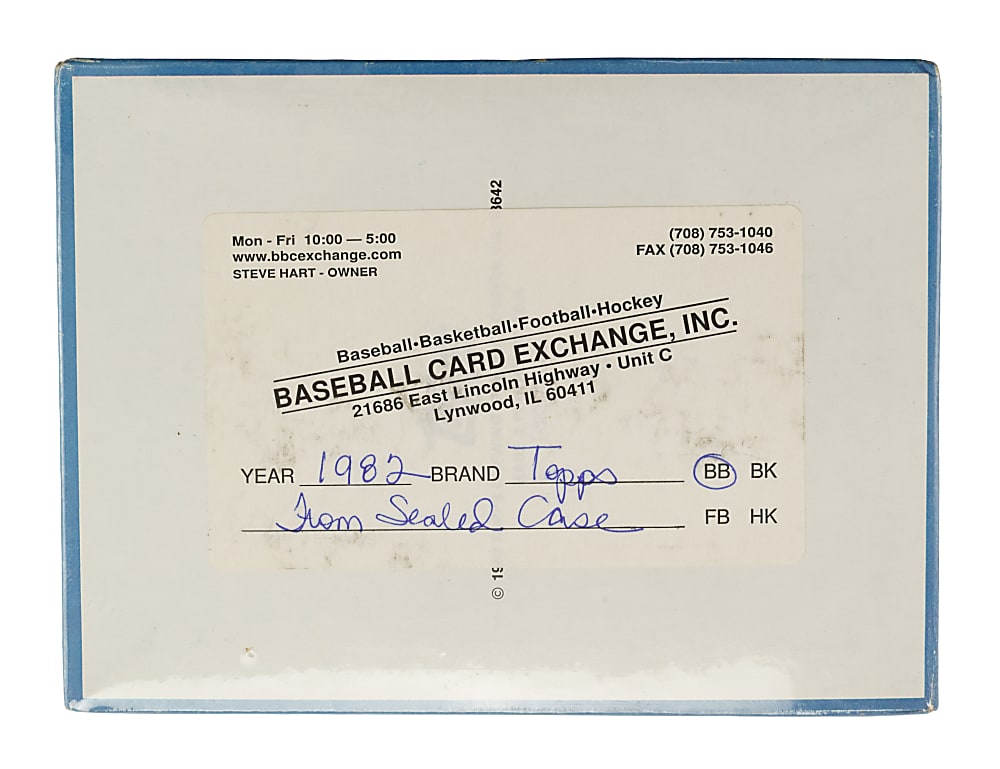 3642
Mon - Fri 10:00 — 5:00
www.bbcexchange.com
STEVE HART - OWNER
(708) 753-1040
FAX (708) 753-1046
Baseball•Basketball•Football•Hockey
BASEBALL CARD EXCHANGE, INC.
21686 East Lincoln Highway • Unit C
Lynwood, IL 60411
YEAR 1982 BRAND Topps BB BK
From Sealed Case FB HK
© 19